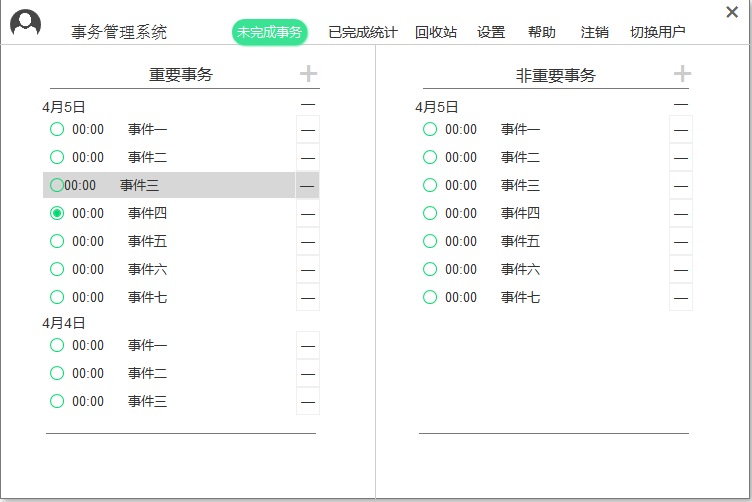 事务管理系统 未完成事务 已完成统计 回收站 设置 帮助 注销 切换用户
重要事务
4月5日
00:00 事件一
00:00 事件二
00:00 事件三
00:00 事件四
00:00 事件五
00:00 事件六
00:00 事件七
4月4日
00:00 事件一
00:00 事件二
00:00 事件三
非重要事务
4月5日
00:00 事件一
00:00 事件二
00:00 事件三
00:00 事件四
00:00 事件五
00:00 事件六
00:00 事件七